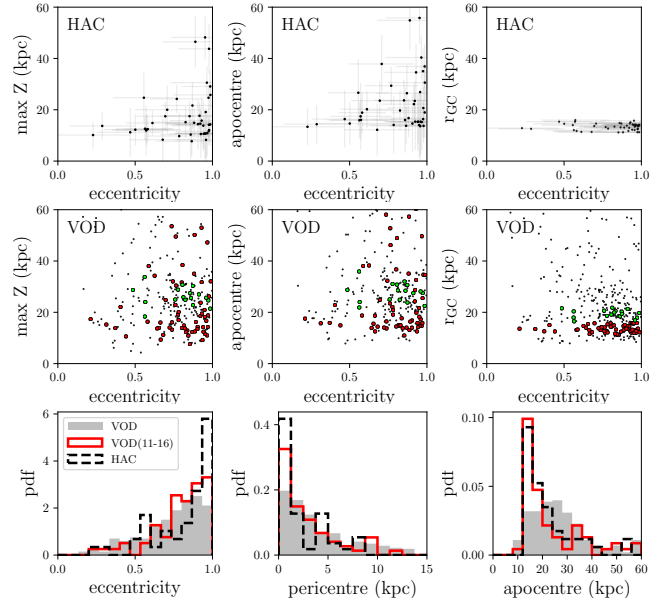 HAC
max Z (kpc)
60
40
20
0
0.0
0.5
1.0
eccentricity
HAC
apocentre (kpc)
60
40
20
0
0.0
0.5
1.0
eccentricity
HAC
r_GC (kpc)
60
40
20
0
0.0
0.5
1.0
eccentricity
VOD
max Z (kpc)
60
40
20
0
0.0
0.5
1.0
eccentricity
VOD
apocentre (kpc)
60
40
20
0
0.0
0.5
1.0
eccentricity
VOD
r_GC (kpc)
60
40
20
0
0.0
0.5
1.0
eccentricity
VOD
VOD(11-16)
HAC
pdf
6
4
2
0
0.0
0.5
1.0
eccentricity
pdf
0.4
0.2
0.0
0
5
10
15
pericentre (kpc)
pdf
0.10
0.05
0.00
0
10
20
30
40
50
60
apocentre (kpc)